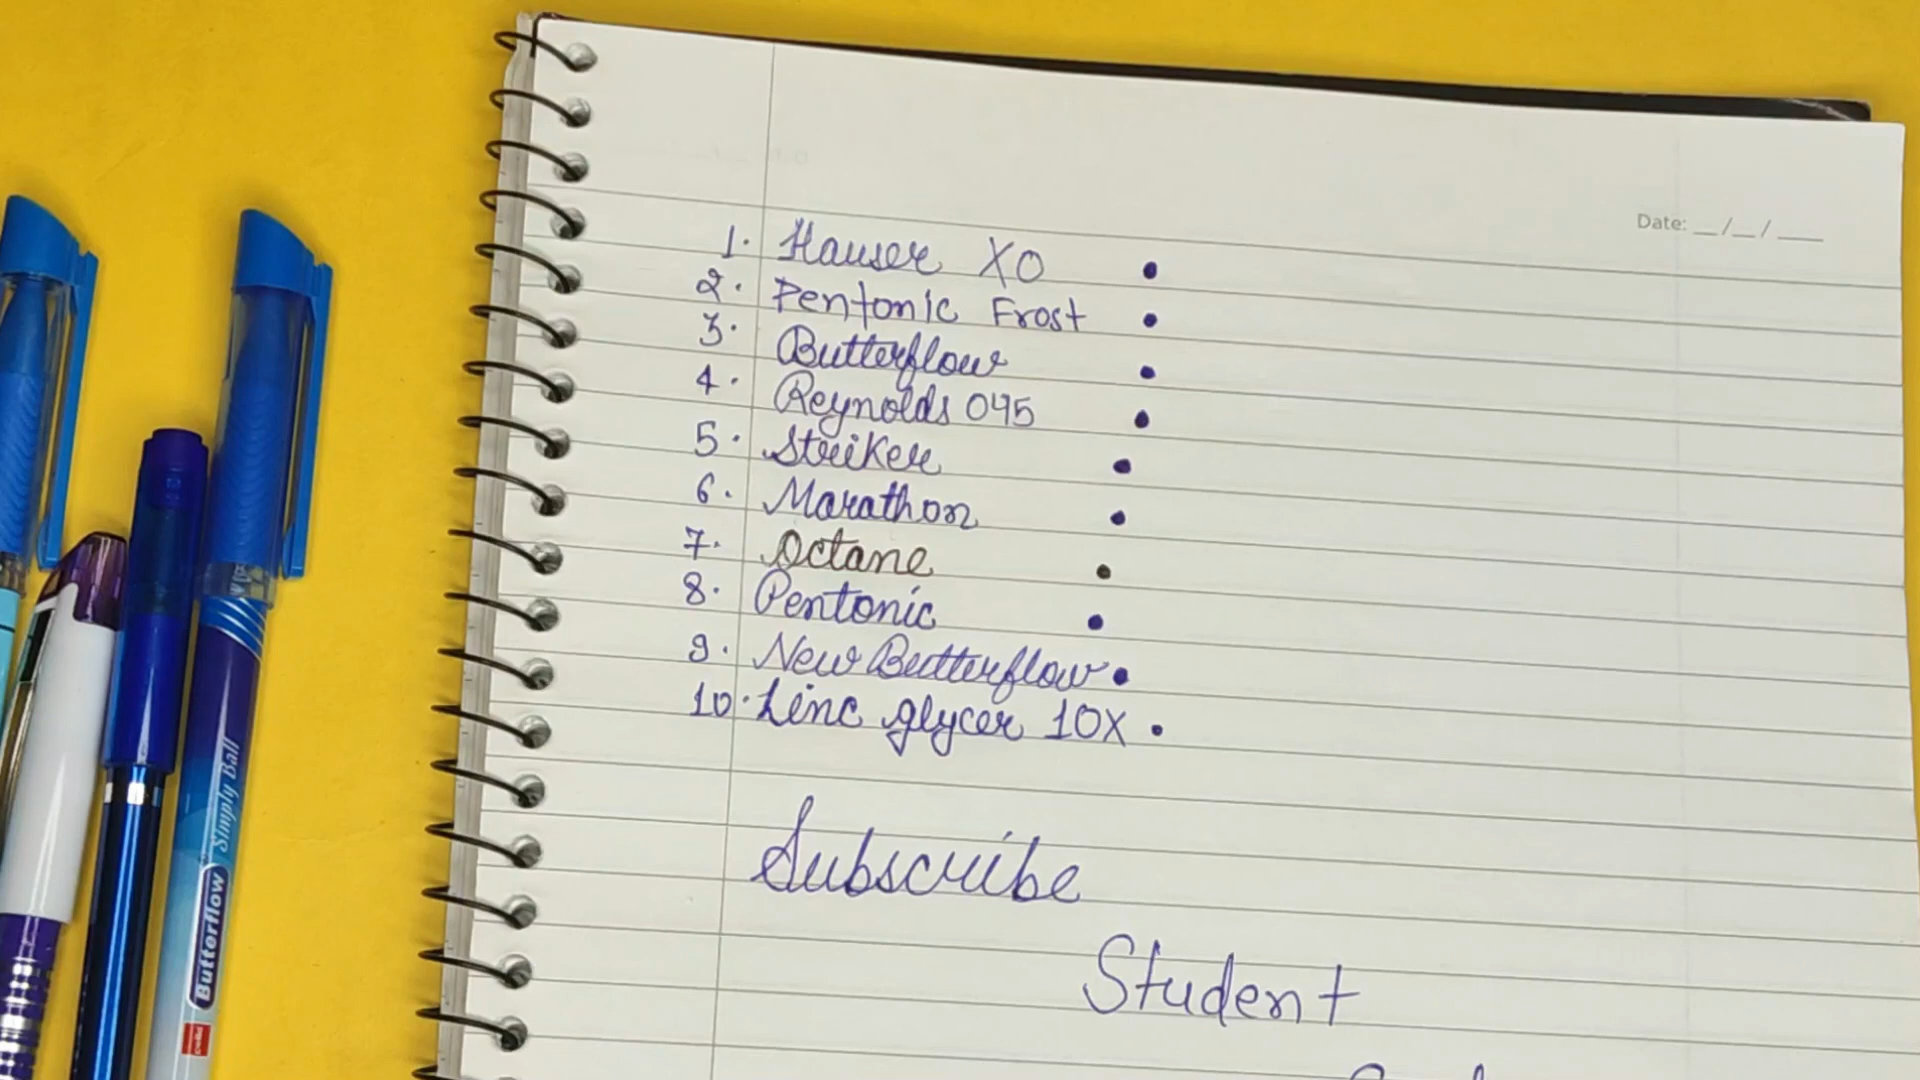 Date: __/__/____
1. Hauser XO
2. Pentonic Frost
3. Butterflow
4. Reynolds 045
5. Striker
6. Marathon
7. Octane
8. Pentonic
9. New Butterflow
10. Linc glycer 10X
Subscribe
Student
Butterflow Simply Ball
cello